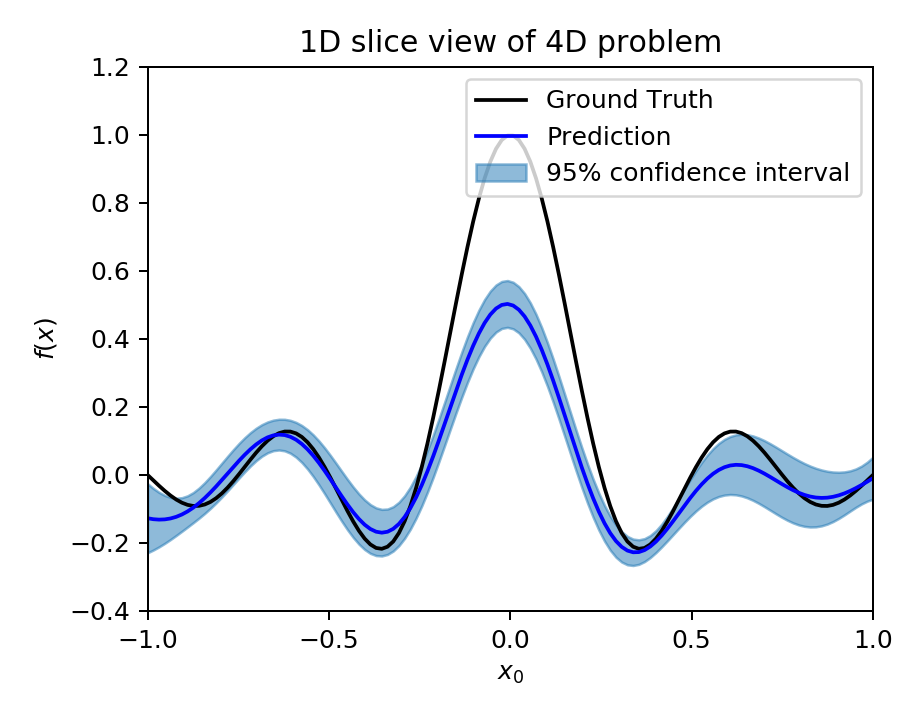 1D slice view of 4D problem
1.2
1.0
0.8
0.6
0.4
0.2
0.0
−0.2
−0.4
f(x)
Ground Truth
Prediction
95% confidence interval
−1.0 −0.5 0.0 0.5 1.0
x₀